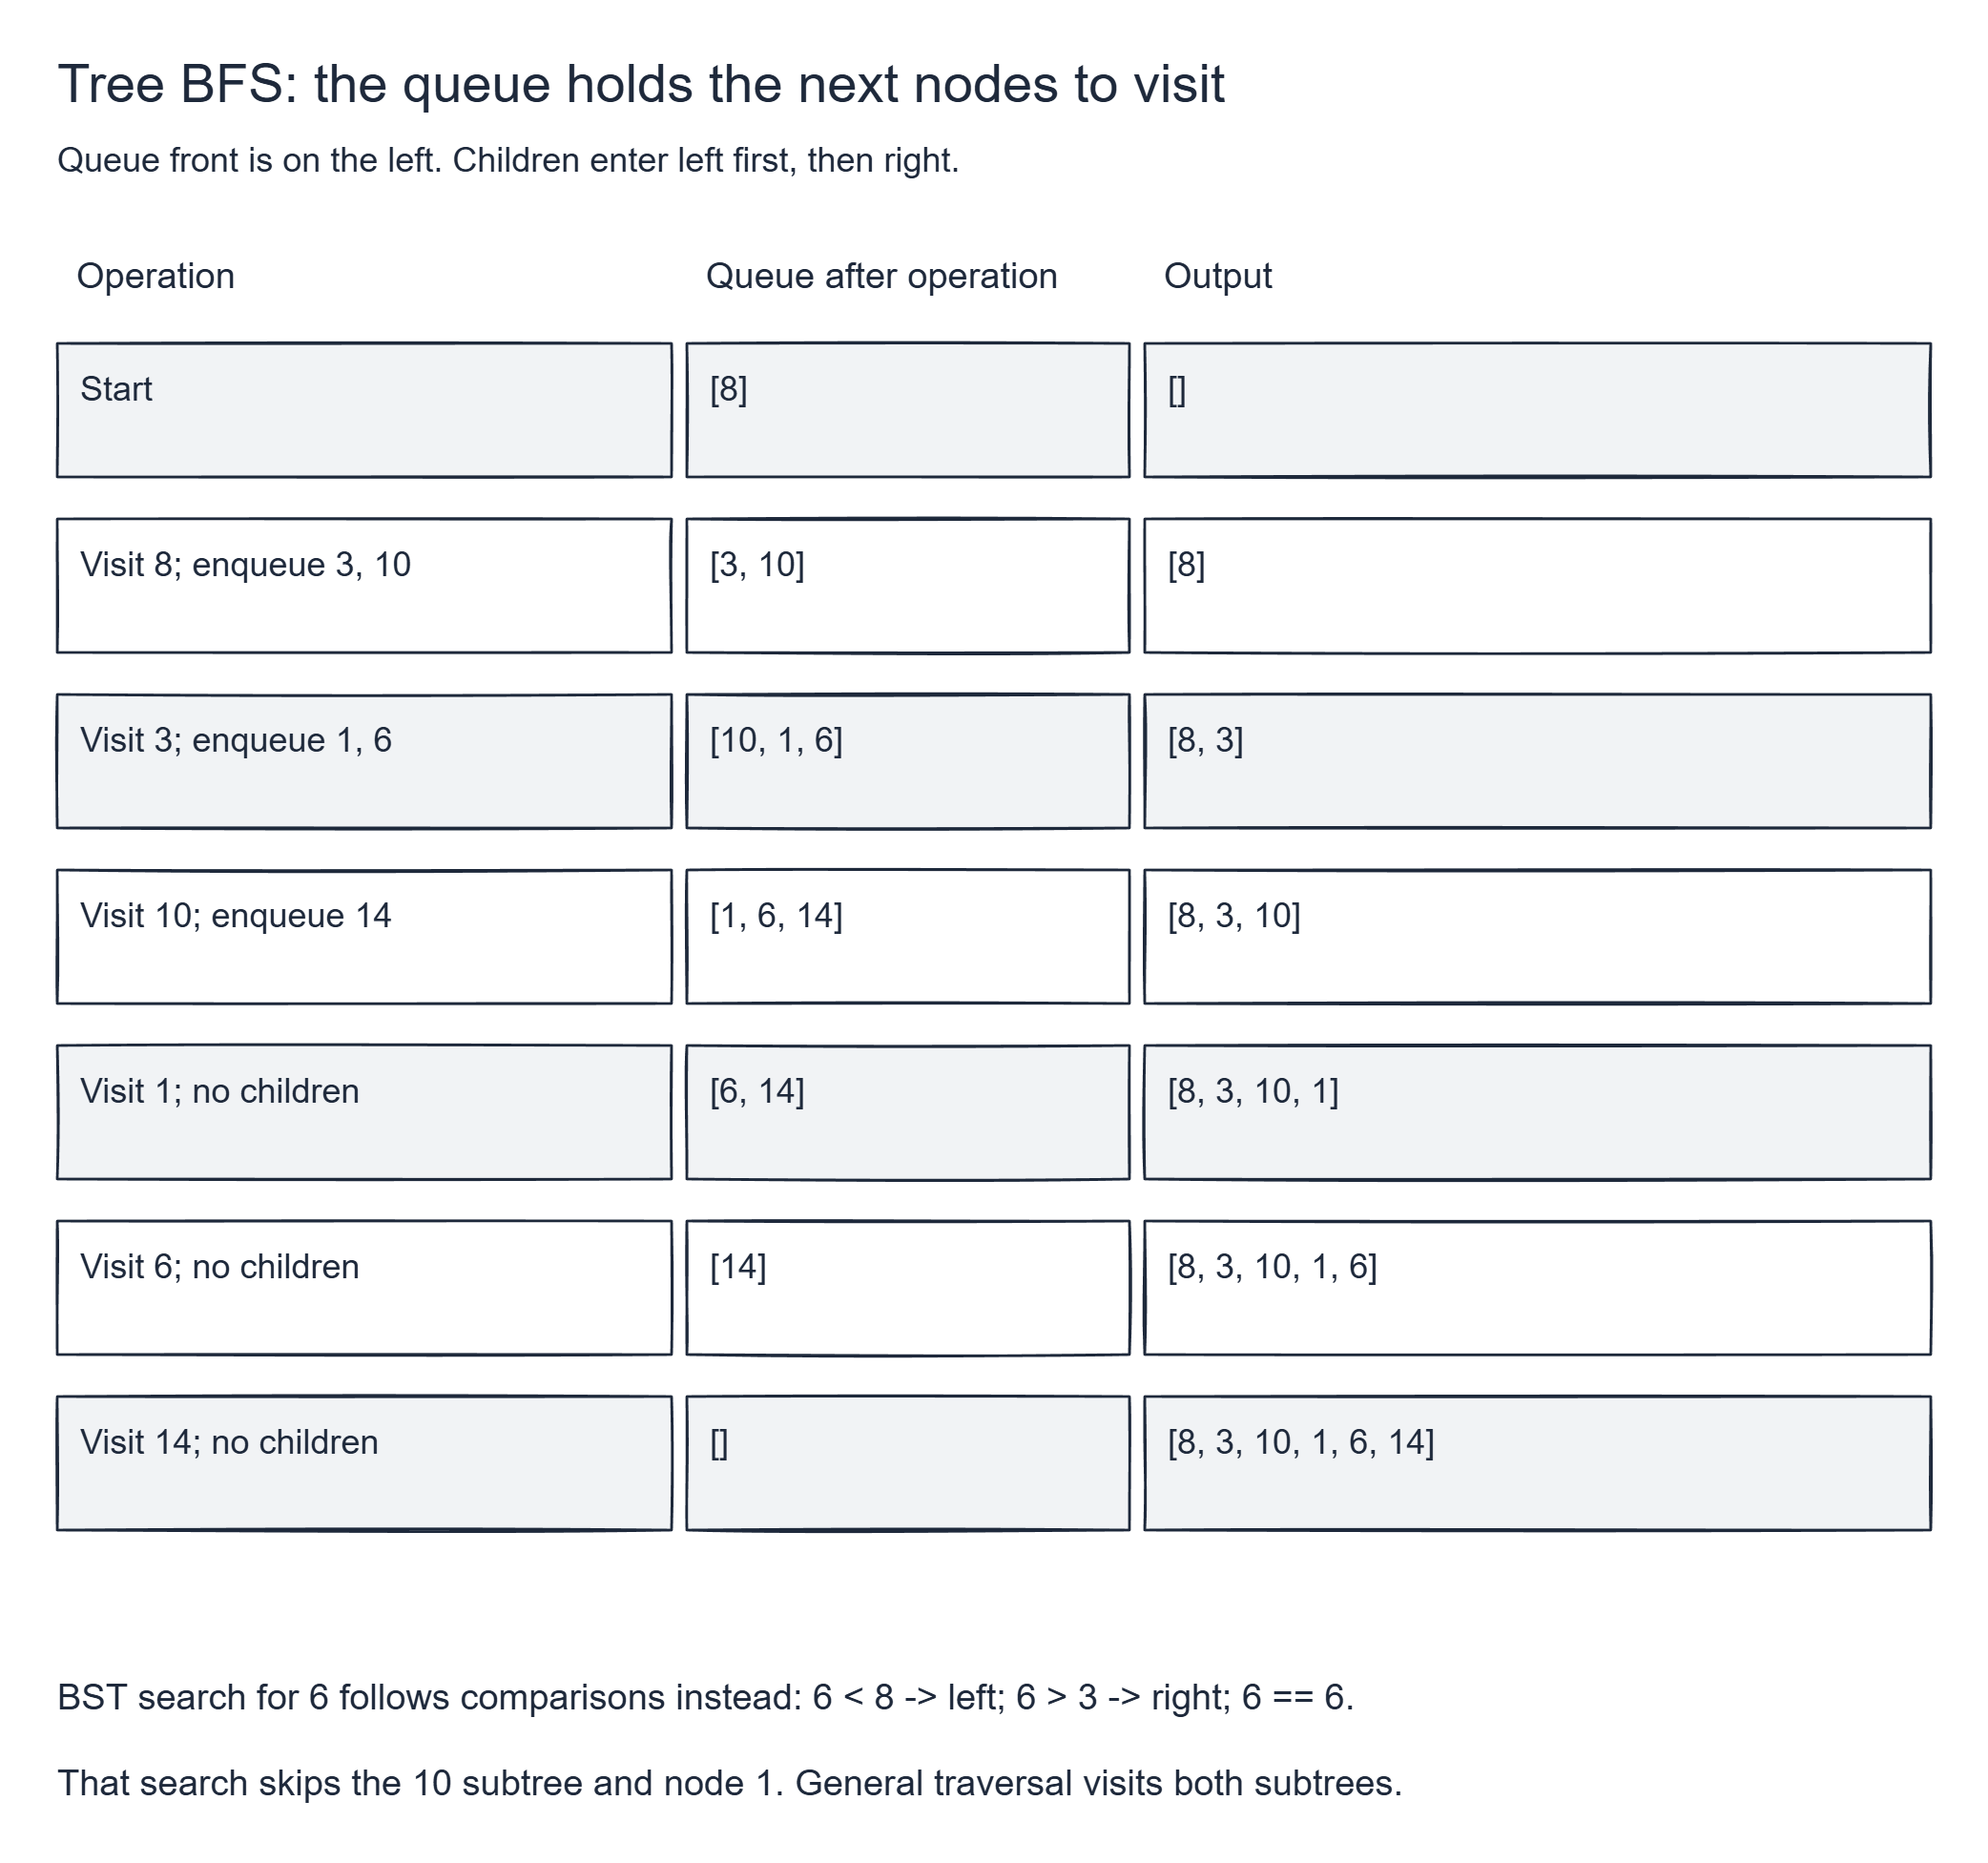 Tree BFS: the queue holds the next nodes to visit
Queue front is on the left. Children enter left first, then right.
Operation Queue after operation Output
Start [8] []
Visit 8; enqueue 3, 10 [3, 10] [8]
Visit 3; enqueue 1, 6 [10, 1, 6] [8, 3]
Visit 10; enqueue 14 [1, 6, 14] [8, 3, 10]
Visit 1; no children [6, 14] [8, 3, 10, 1]
Visit 6; no children [14] [8, 3, 10, 1, 6]
Visit 14; no children [] [8, 3, 10, 1, 6, 14]
BST search for 6 follows comparisons instead: 6 < 8 -> left; 6 > 3 -> right; 6 == 6.
That search skips the 10 subtree and node 1. General traversal visits both subtrees.